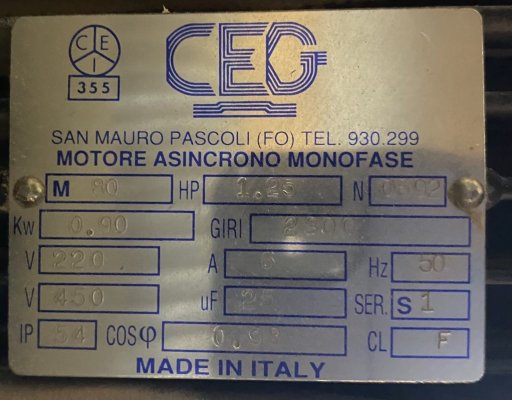 C E I
355
CEG
SAN MAURO PASCOLI (FO) TEL. 930.299
MOTORE ASINCRONO MONOFASE
M 80 HP 1.25 N 0692
Kw 0.90 GIRI
V 220 A 6 Hz 50
V 450 uF 25 SER. S 1
IP 54 COSφ CL F
MADE IN ITALY